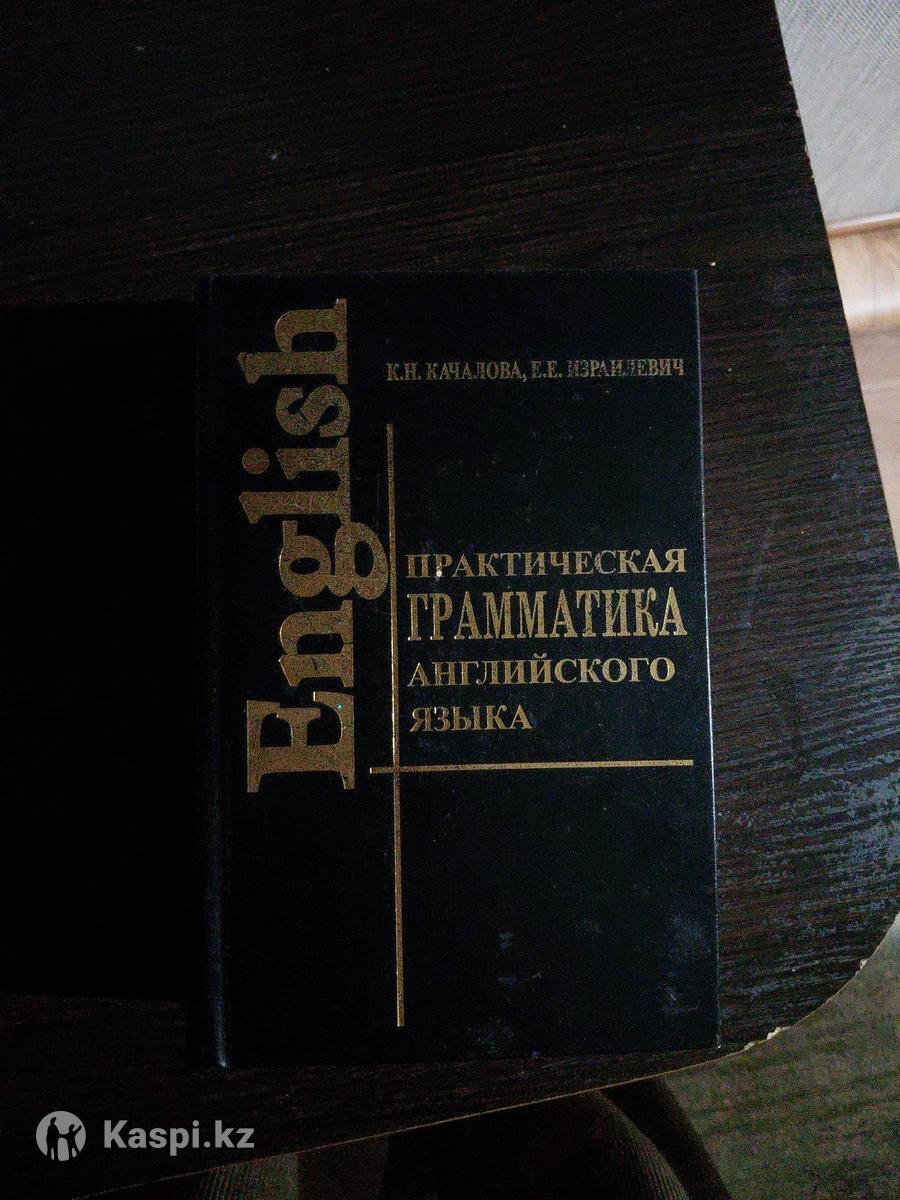 English
К.Н. КАЧАЛОВА, Е.Е. ИЗРАИЛЕВИЧ
ПРАКТИЧЕСКАЯ
ГРАММАТИКА
АНГЛИЙСКОГО
ЯЗЫКА
Kaspi.kz